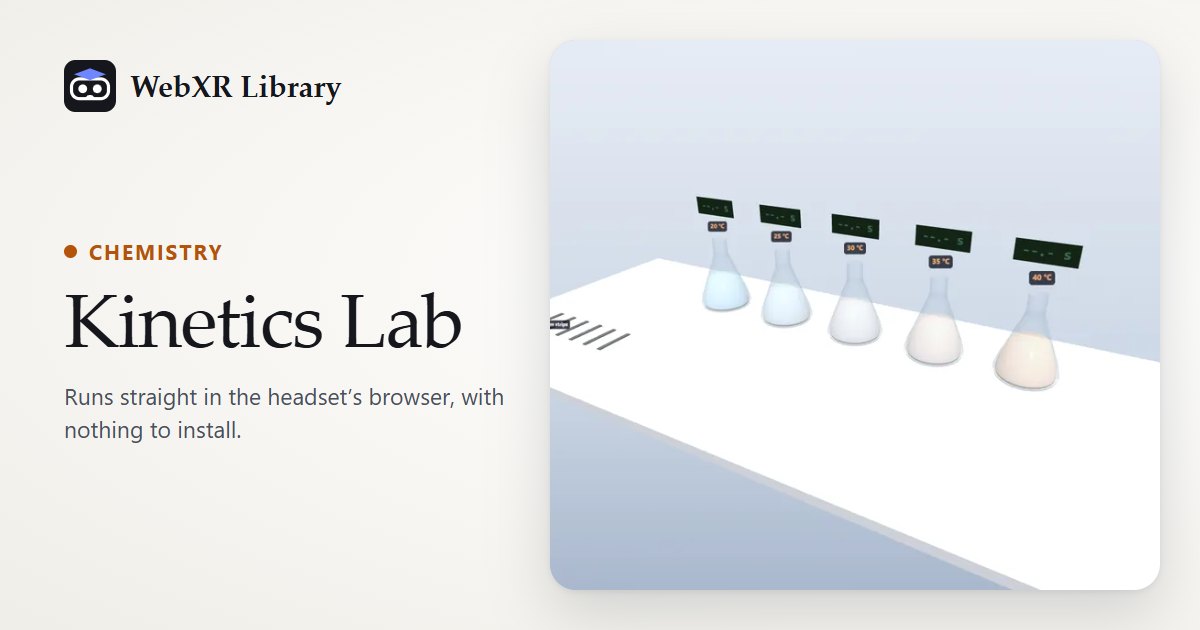 WebXR Library
CHEMISTRY
Kinetics Lab
Runs straight in the headset’s browser, with
nothing to install.
--.- s
--.- s
--.- s
--.- s
--.- s
20 °C
25 °C
30 °C
35 °C
40 °C